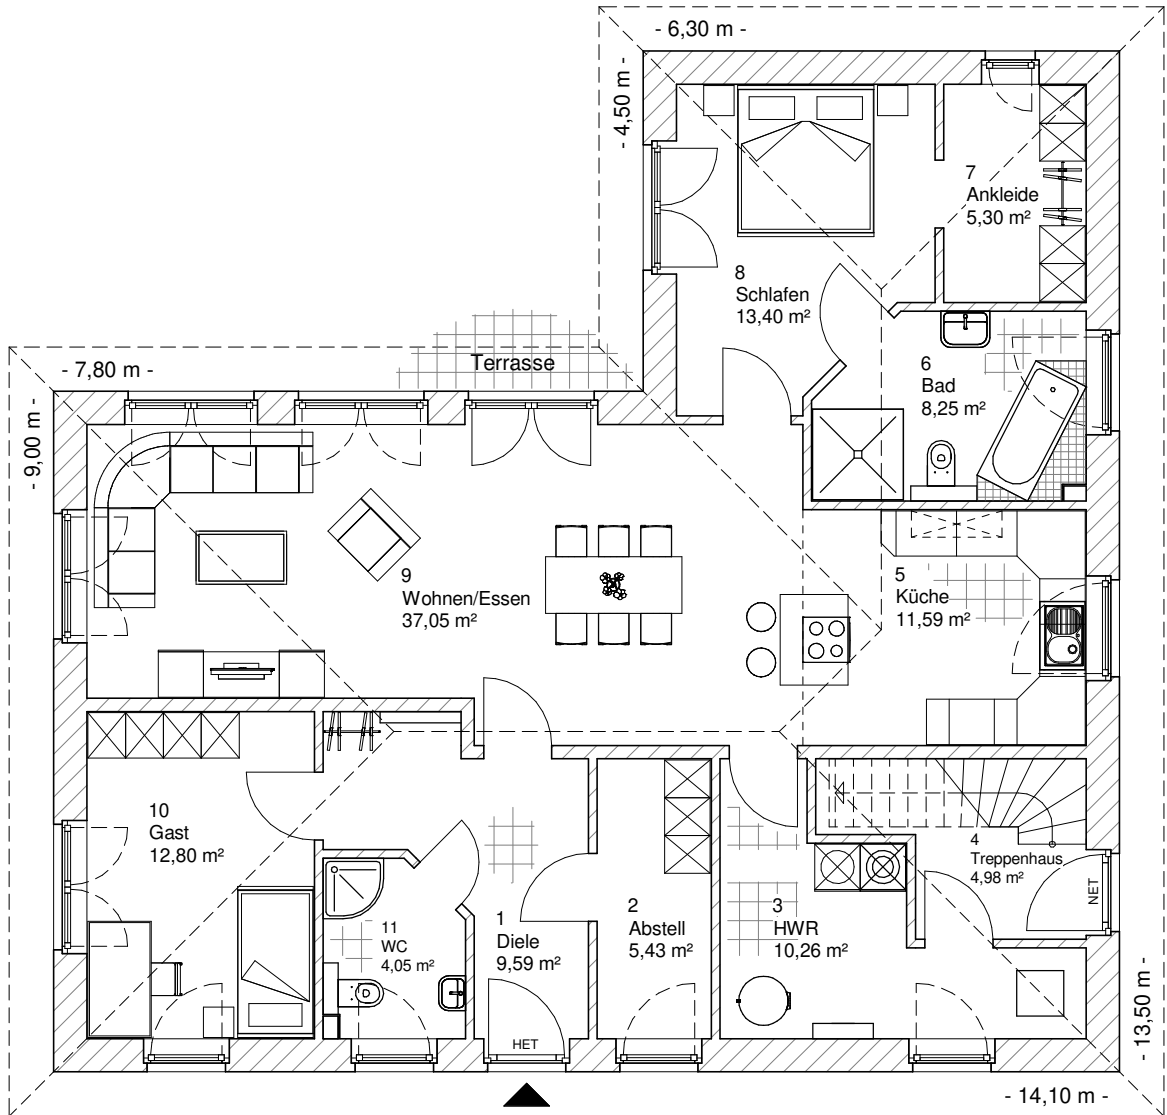 - 6,30 m -
- 4,50 m -
7
Ankleide
5,30 m²
8
Schlafen
13,40 m²
Terrasse
- 7,80 m -
6
Bad
8,25 m²
- 9,00 m -
9
Wohnen/Essen
37,05 m²
5
Küche
11,59 m²
10
Gast
12,80 m²
4
Treppenhaus
4,98 m²
NET
11
WC
4,05 m²
1
Diele
9,59 m²
2
Abstell
5,43 m²
3
HWR
10,26 m²
HET
- 13,50 m -
- 14,10 m -